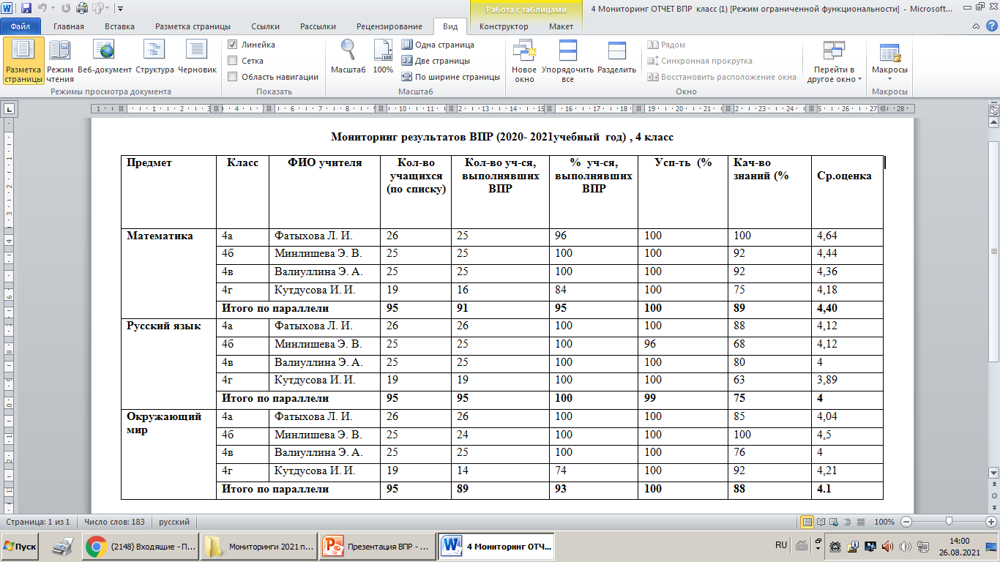 Работа с таблицами
4 Мониторинг ОТЧЕТ ВПР класс (1) [Режим ограниченной функциональности] - Microsoft...
Файл Главная Вставка Разметка страницы Ссылки Рассылки Рецензирование Вид Конструктор Макет
Разметка страницы
Режим чтения
Веб-документ
Структура
Черновик
Режимы просмотра документа
Линейка
Сетка
Область навигации
Показать
Масштаб
100%
Одна страница
Две страницы
По ширине страницы
Масштаб
Новое окно
Упорядочить все
Разделить
Рядом
Синхронная прокрутка
Восстановить расположение окна
Окно
Перейти в другое окно
Макросы
Макросы
Мониторинг результатов ВПР (2020- 2021учебный год) , 4 класс
Предмет Класс ФИО учителя Кол-во учащихся (по списку) Кол-во уч-ся, выполнявших ВПР % уч-ся, выполнявших ВПР Усп-ть (% Кач-во знаний (% Ср.оценка
Математика 4а Фатыхова Л. И. 26 25 96 100 100 4,64
4б Минлишева Э. В. 25 25 100 100 92 4,44
4в Валиуллина Э. А. 25 25 100 100 92 4,36
4г Кутдусова И. И. 19 16 84 100 75 4,18
Итого по параллели 95 91 95 100 89 4,40
Русский язык 4а Фатыхова Л. И. 26 26 100 100 88 4,12
4б Минлишева Э. В. 25 25 100 96 68 4,12
4в Валиуллина Э. А. 25 25 100 100 80 4
4г Кутдусова И. И. 19 19 100 100 63 3,89
Итого по параллели 95 95 100 99 75 4
Окружающий мир 4а Фатыхова Л. И. 26 26 100 100 85 4,04
4б Минлишева Э. В. 25 24 100 100 100 4,5
4в Валиуллина Э. А. 25 25 100 100 76 4
4г Кутдусова И. И. 19 14 74 100 92 4,21
Итого по параллели 95 89 93 100 88 4.1
Страница: 1 из 1 Число слов: 183 русский 100%
Пуск (2148) Входящие - П... Мониторинги 2021 п... Презентация ВПР - ... 4 Мониторинг ОТЧ... RU 14:00
26.08.2021